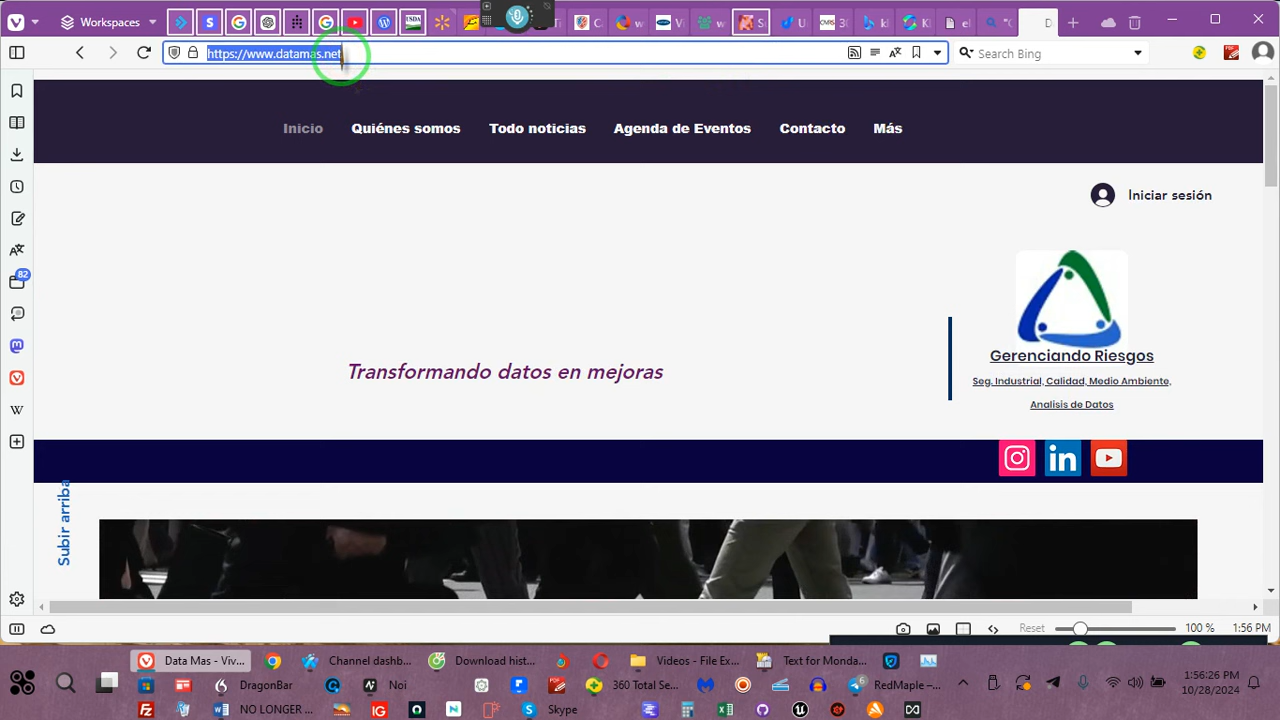 Workspaces
https://www.datamas.net
Search Bing
Inicio
Quiénes somos
Todo noticias
Agenda de Eventos
Contacto
Más
Iniciar sesión
Gerenciando Riesgos
Seg. Industrial, Calidad, Medio Ambiente,
Analisis de Datos
Transformando datos en mejoras
Subir arriba
82
Reset
100 %
1:56 PM
Data Mas - Viv...
Channel dashb...
Download hist...
Videos - File Ex...
Text for Monda...
DragonBar
Noi
360 Total Se...
RedMaple –...
NO LONGER ...
Skype
1:56:26 PM
10/28/2024